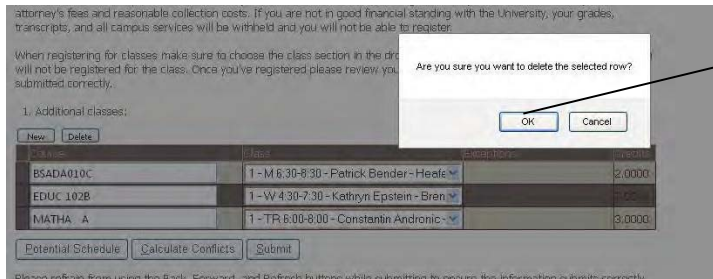 attorney's fees and reasonable collection costs. If you are not in good financial standing with the University, your grades,
transcripts, and all campus services will be withheld and you will not be able to register.
When registering for classes make sure to choose the class section in the dro
will not be registered for the class. Once you've registered please review you
submitted correctly.
Are you sure you want to delete the selected row?
OK Cancel
1. Additional classes:
New Delete
Course Class Exceptions Credits
BSADA010C 1 - M 6:30-8:30 - Patrick Bender - Heafe 2.0000
EDUC 102B 1 - W 4:30-7:30 - Kathryn Epstein - Bren
MATHA A 1 - TR 6:00-8:00 - Constantin Andronic - 3.0000
Potential Schedule Calculate Conflicts Submit
Please refrain from using the Back, Forward, and Refresh buttons while submitting to ensure the information submits correctly.